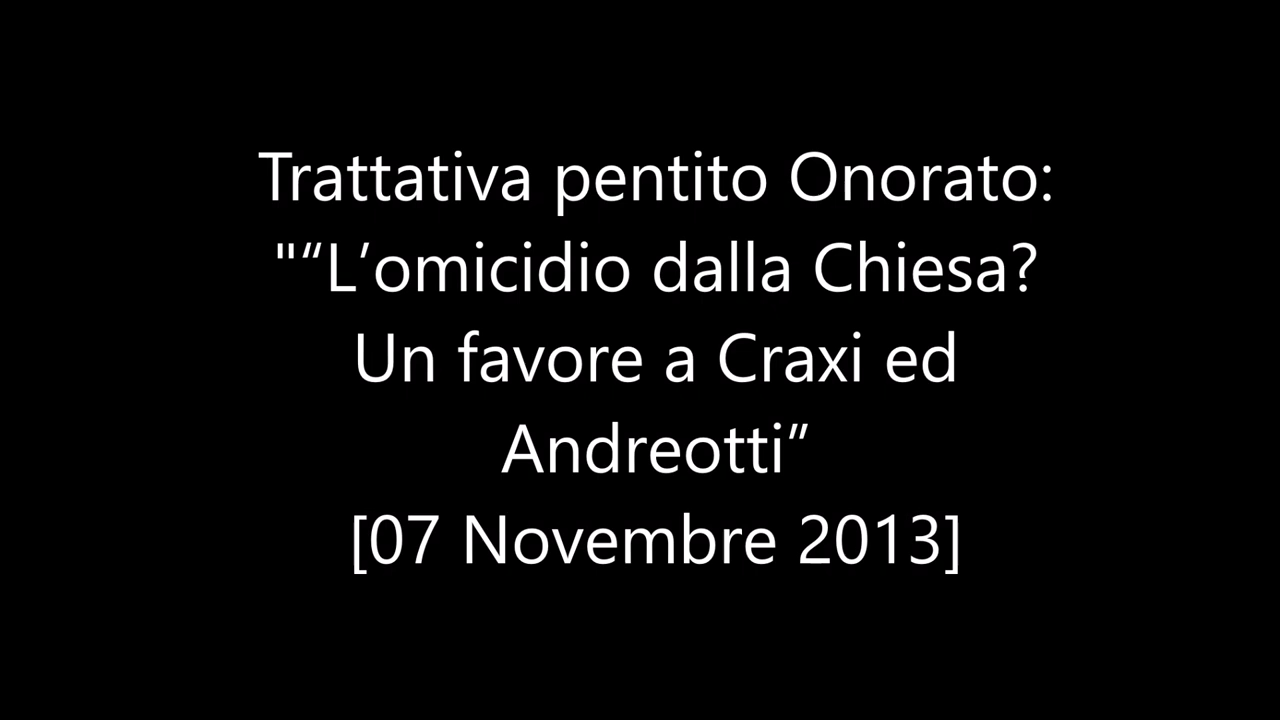 Trattativa pentito Onorato:
"“L’omicidio dalla Chiesa?
Un favore a Craxi ed
Andreotti”
[07 Novembre 2013]